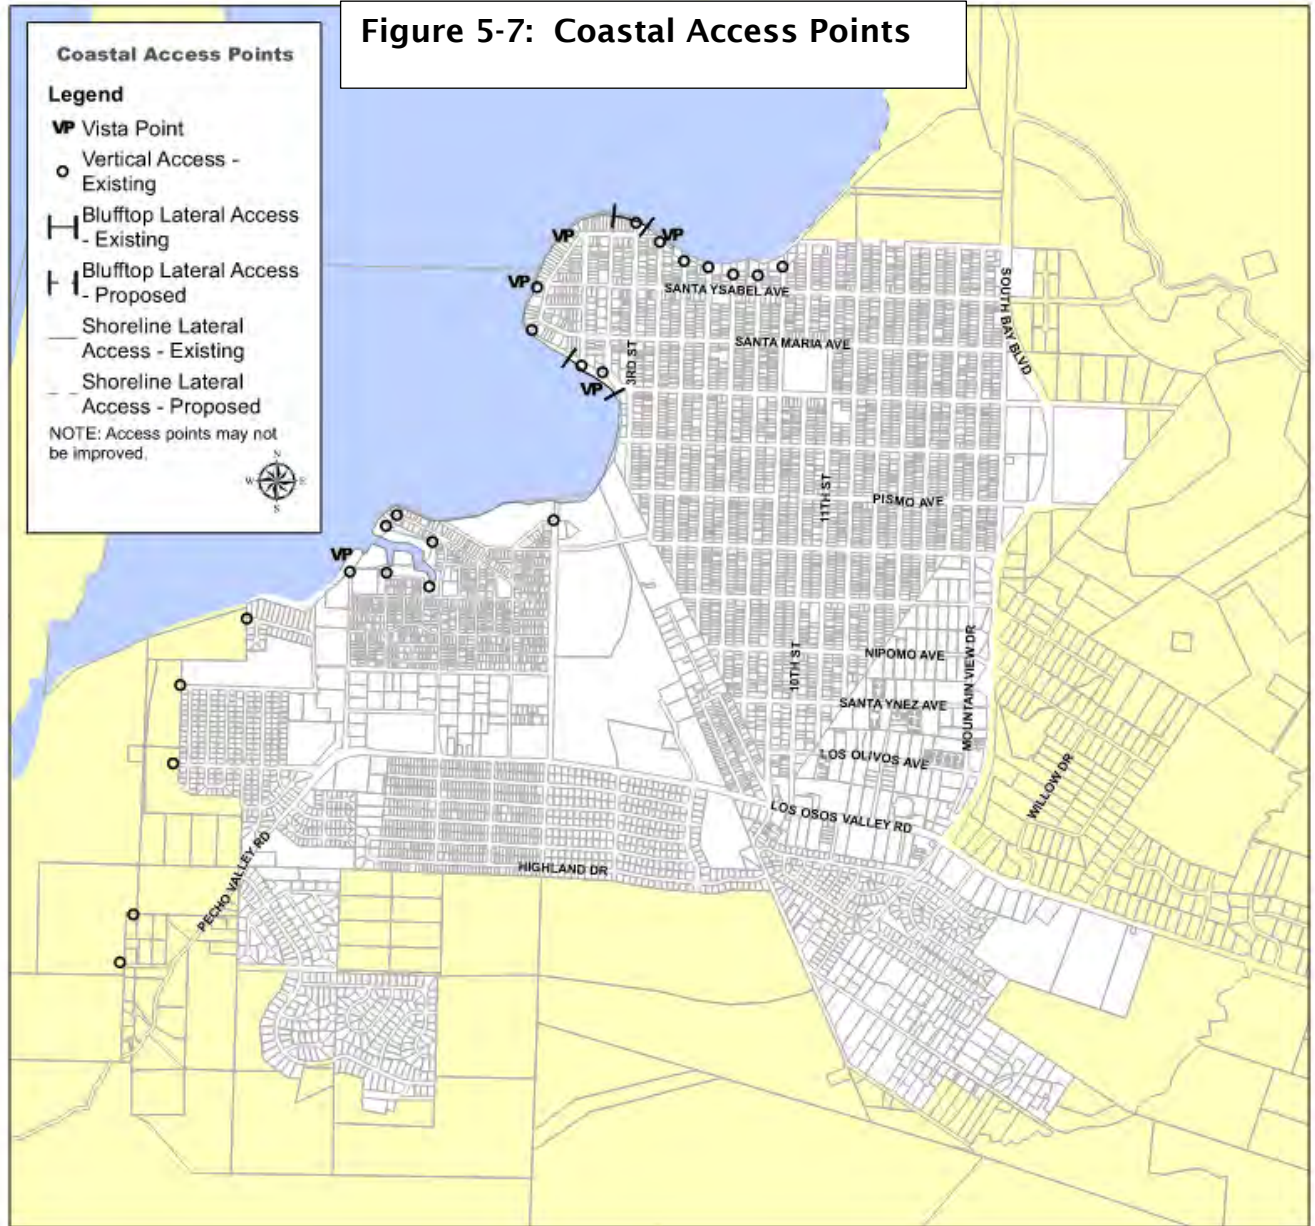 Figure 5-7: Coastal Access Points
Coastal Access Points
Legend
VP Vista Point
Vertical Access -
Existing
Blufftop Lateral Access
- Existing
Blufftop Lateral Access
- Proposed
Shoreline Lateral
Access - Existing
Shoreline Lateral
Access - Proposed
NOTE: Access points may not
be improved.
N
W E
S
VP
VP
VP
VP
VP
SANTA YSABEL AVE
SOUTH BAY BLVD
SANTA MARIA AVE
3RD ST
11TH ST
PISMO AVE
10TH ST
NIPOMO AVE
MOUNTAIN VIEW DR
SANTA YNEZ AVE
LOS OLIVOS AVE
WILLOW DR
LOS OSOS VALLEY RD
HIGHLAND DR
PECHO VALLEY RD